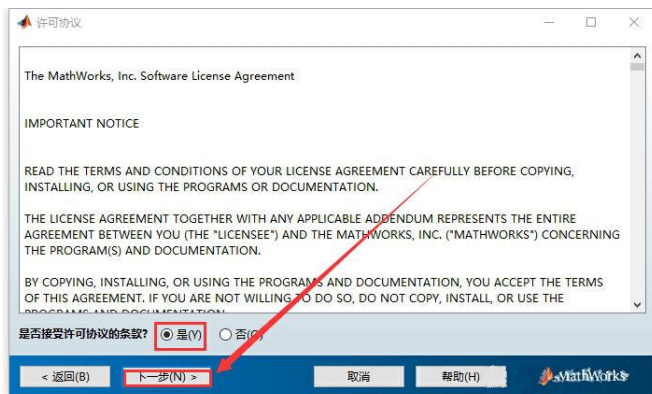 许可协议
The MathWorks, Inc. Software License Agreement
IMPORTANT NOTICE
READ THE TERMS AND CONDITIONS OF YOUR LICENSE AGREEMENT CAREFULLY BEFORE COPYING,
INSTALLING, OR USING THE PROGRAMS OR DOCUMENTATION.
THE LICENSE AGREEMENT TOGETHER WITH ANY APPLICABLE ADDENDUM REPRESENTS THE ENTIRE
AGREEMENT BETWEEN YOU (THE "LICENSEE") AND THE MATHWORKS, INC. ("MATHWORKS") CONCERNING
THE PROGRAM(S) AND DOCUMENTATION.
BY COPYING, INSTALLING, OR USING THE PROGRAMS AND DOCUMENTATION, YOU ACCEPT THE TERMS
OF THIS AGREEMENT. IF YOU ARE NOT WILLING TO DO SO, DO NOT COPY, INSTALL, OR USE THE
PROGRAMS AND DOCUMENTATION
是否接受许可协议的条款? 是(Y) 否(O)
< 返回(B) 下一步(N) > 取消 帮助(H) MathWorks